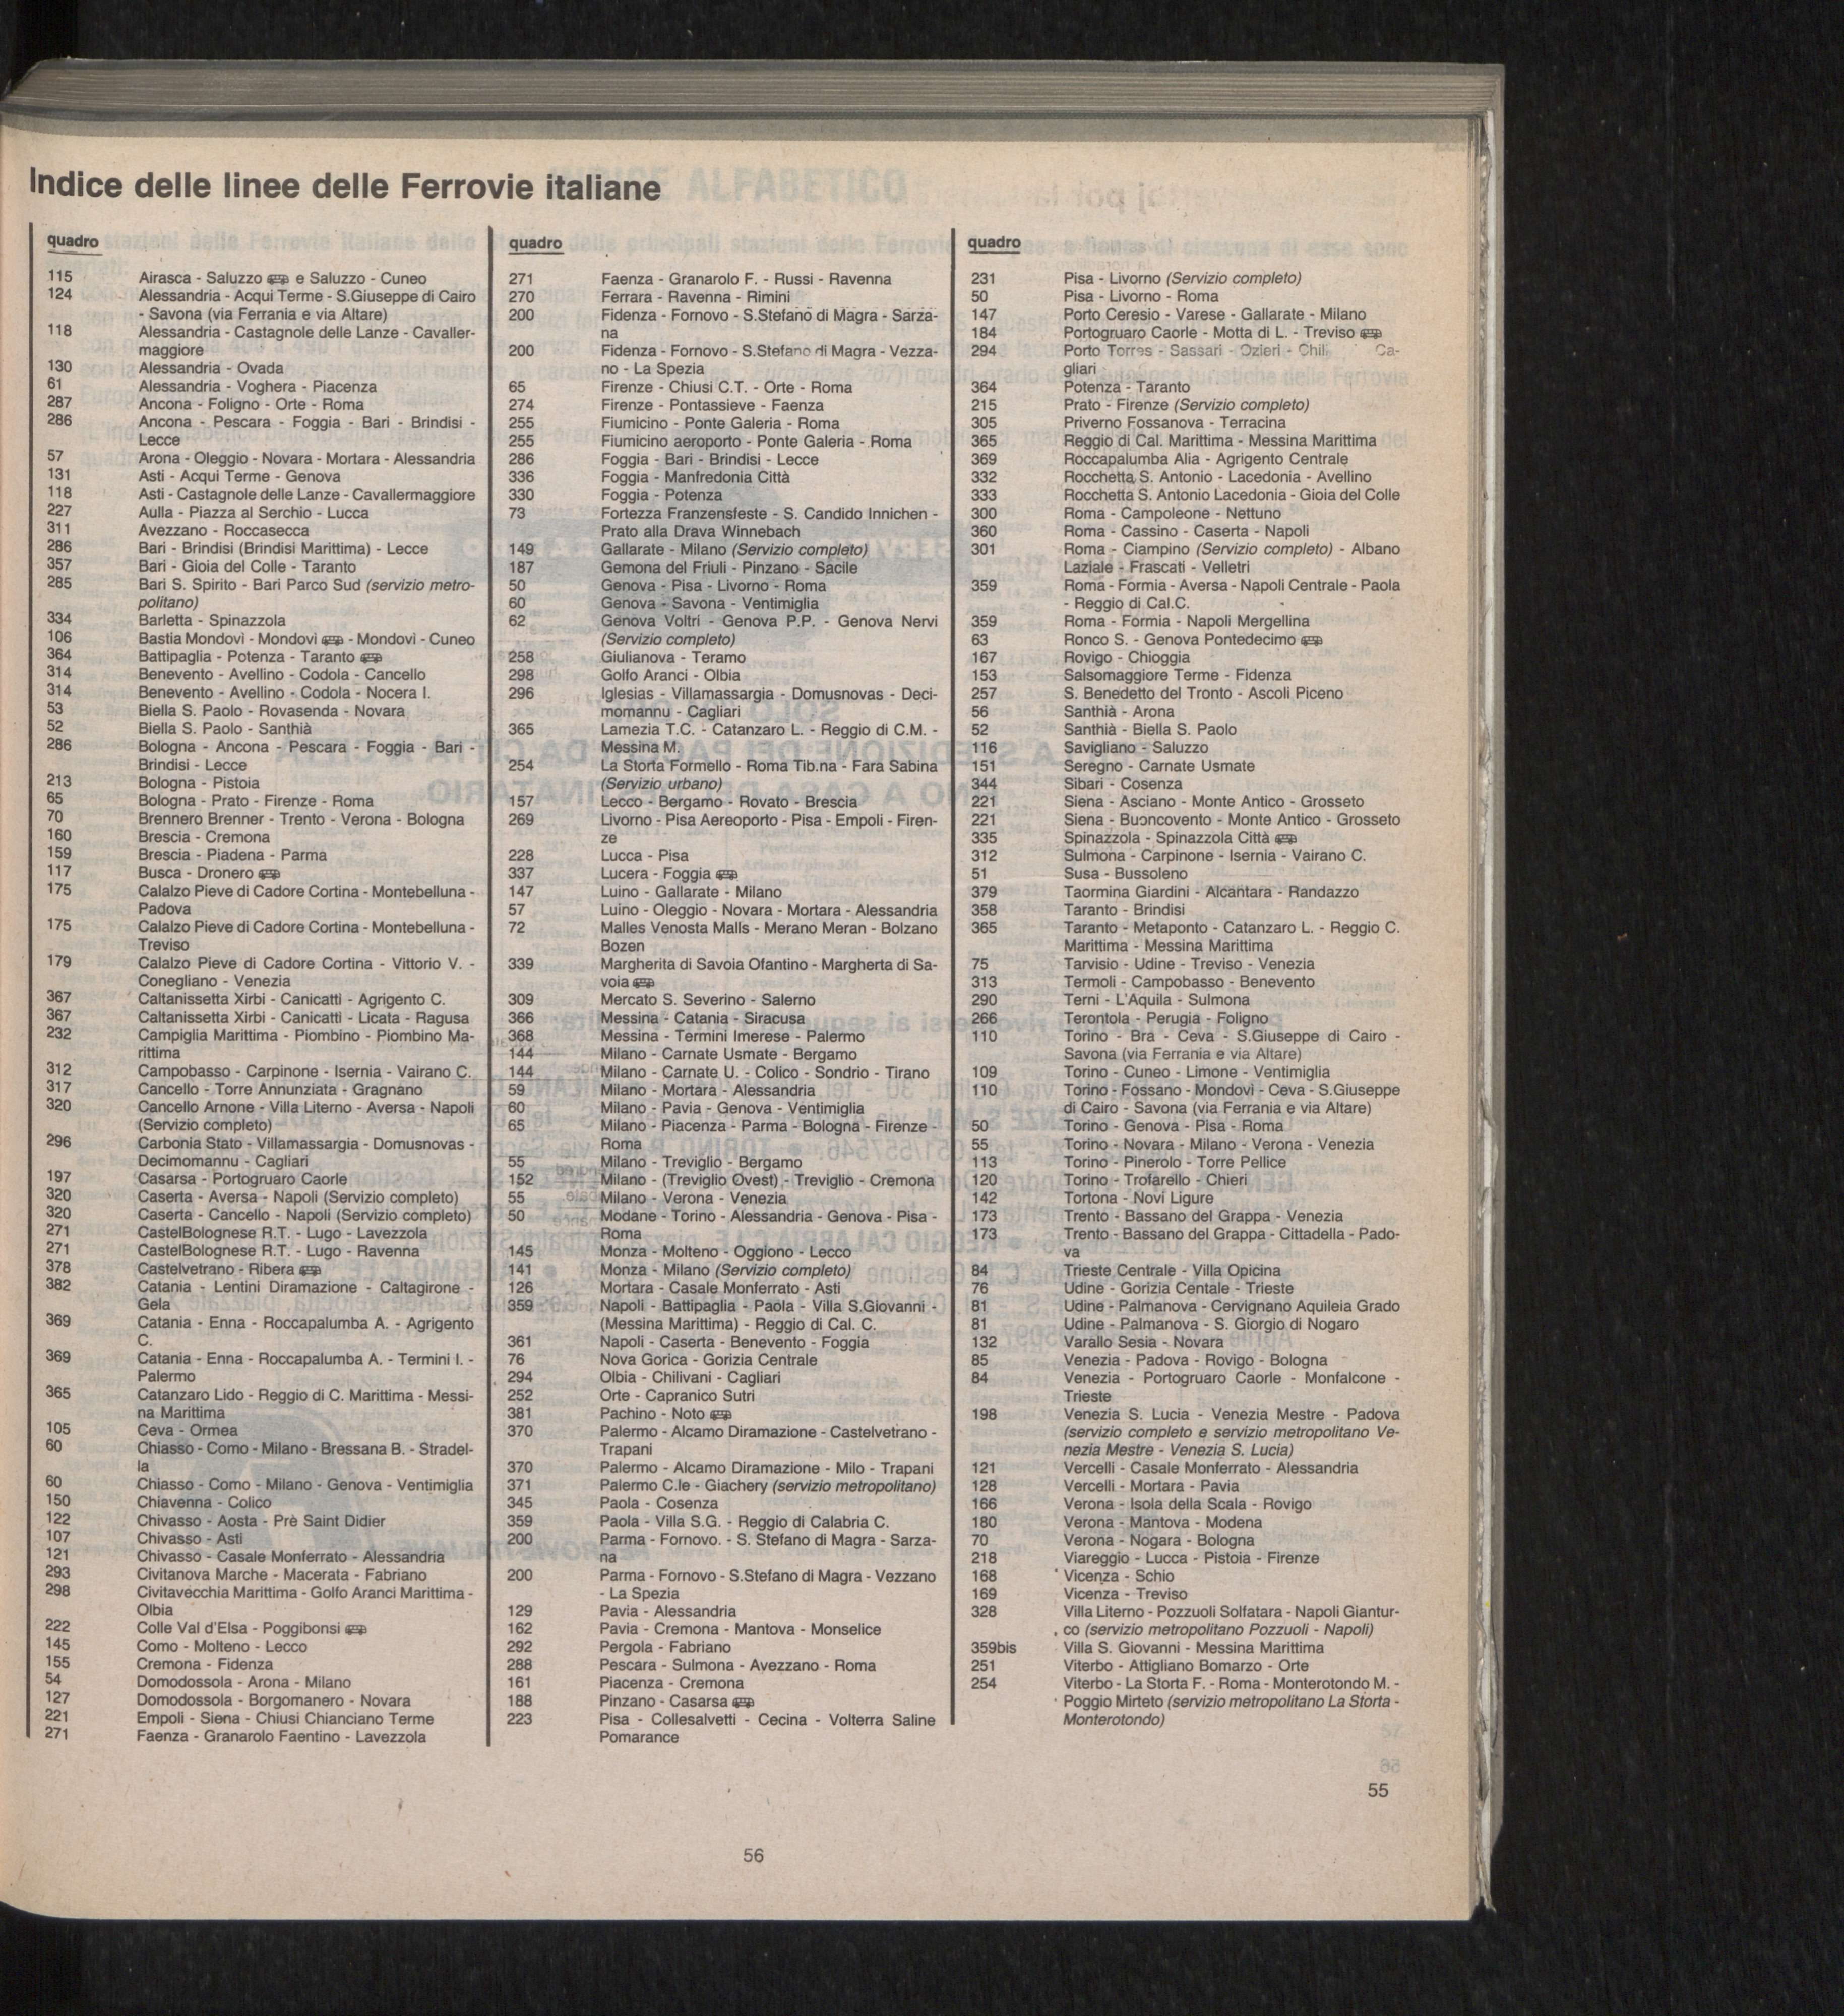 Indice delle linee delle Ferrovie italiane
quadro
115 Airasca - Saluzzo e Saluzzo - Cuneo
124 Alessandria - Acqui Terme - S.Giuseppe di Cairo
- Savona (via Ferrania e via Altare)
118 Alessandria - Castagnole delle Lanze - Cavaller-
maggiore
130 Alessandria - Ovada
61 Alessandria - Voghera - Piacenza
287 Ancona - Foligno - Orte - Roma
286 Ancona - Pescara - Foggia - Bari - Brindisi -
Lecce
57 Arona - Oleggio - Novara - Mortara - Alessandria
131 Asti - Acqui Terme - Genova
118 Asti - Castagnole delle Lanze - Cavallermaggiore
227 Aulla - Piazza al Serchio - Lucca
311 Avezzano - Roccasecca
286 Bari - Brindisi (Brindisi Marittima) - Lecce
357 Bari - Gioia del Colle - Taranto
285 Bari S. Spirito - Bari Parco Sud (servizio metro-
politano)
334 Barletta - Spinazzola
106 Bastia Mondovì - Mondovì - Mondovì - Cuneo
364 Battipaglia - Potenza - Taranto
314 Benevento - Avellino - Codola - Cancello
314 Benevento - Avellino - Codola - Nocera I.
53 Biella S. Paolo - Rovasenda - Novara
52 Biella S. Paolo - Santhià
286 Bologna - Ancona - Pescara - Foggia - Bari -
Brindisi - Lecce
213 Bologna - Pistoia
65 Bologna - Prato - Firenze - Roma
70 Brennero Brenner - Trento - Verona - Bologna
160 Brescia - Cremona
159 Brescia - Piadena - Parma
117 Busca - Dronero
175 Calalzo Pieve di Cadore Cortina - Montebelluna -
Padova
175 Calalzo Pieve di Cadore Cortina - Montebelluna -
Treviso
179 Calalzo Pieve di Cadore Cortina - Vittorio V. -
Conegliano - Venezia
367 Caltanissetta Xirbi - Canicatti - Agrigento C.
367 Caltanissetta Xirbi - Canicatti - Licata - Ragusa
232 Campiglia Marittima - Piombino - Piombino Ma-
rittima
312 Campobasso - Carpinone - Isernia - Vairano C.
317 Cancello - Torre Annunziata - Gragnano
320 Cancello Arnone - Villa Literno - Aversa - Napoli
(Servizio completo)
296 Carbonia Stato - Villamassargia - Domusnovas -
Decimomannu - Cagliari
197 Casarsa - Portogruaro Caorle
320 Caserta - Aversa - Napoli (Servizio completo)
320 Caserta - Cancello - Napoli (Servizio completo)
271 CastelBolognese R.T. - Lugo - Lavezzola
271 CastelBolognese R.T. - Lugo - Ravenna
378 Castelvetrano - Ribera
382 Catania - Lentini Diramazione - Caltagirone -
Gela
369 Catania - Enna - Roccapalumba A. - Agrigento
C.
369 Catania - Enna - Roccapalumba A. - Termini I. -
Palermo
365 Catanzaro Lido - Reggio di C. Marittima - Messi-
na Marittima
105 Ceva - Ormea
60 Chiasso - Como - Milano - Bressana B. - Stradel-
la
60 Chiasso - Como - Milano - Genova - Ventimiglia
150 Chiavenna - Colico
122 Chivasso - Aosta - Prè Saint Didier
107 Chivasso - Asti
121 Chivasso - Casale Monferrato - Alessandria
293 Civitanova Marche - Macerata - Fabriano
298 Civitavecchia Marittima - Golfo Aranci Marittima -
Olbia
222 Colle Val d'Elsa - Poggibonsi
145 Como - Molteno - Lecco
155 Cremona - Fidenza
54 Domodossola - Arona - Milano
127 Domodossola - Borgomanero - Novara
221 Empoli - Siena - Chiusi Chianciano Terme
271 Faenza - Granarolo Faentino - Lavezzola
quadro
271 Faenza - Granarolo F. - Russi - Ravenna
270 Ferrara - Ravenna - Rimini
200 Fidenza - Fornovo - S.Stefano di Magra - Sarza-
na
200 Fidenza - Fornovo - S.Stefano di Magra - Vezza-
no - La Spezia
65 Firenze - Chiusi C.T. - Orte - Roma
274 Firenze - Pontassieve - Faenza
255 Fiumicino - Ponte Galeria - Roma
255 Fiumicino aeroporto - Ponte Galeria - Roma
286 Foggia - Bari - Brindisi - Lecce
336 Foggia - Manfredonia Città
330 Foggia - Potenza
73 Fortezza Franzensfeste - S. Candido Innichen -
Prato alla Drava Winnebach
149 Gallarate - Milano (Servizio completo)
187 Gemona del Friuli - Pinzano - Sacile
50 Genova - Pisa - Livorno - Roma
60 Genova - Savona - Ventimiglia
62 Genova Voltri - Genova P.P. - Genova Nervi
(Servizio completo)
258 Giulianova - Teramo
298 Golfo Aranci - Olbia
296 Iglesias - Villamassargia - Domusnovas - Deci-
momannu - Cagliari
365 Lamezia T.C. - Catanzaro L. - Reggio di C.M. -
Messina M.
254 La Storta Formello - Roma Tib.na - Fara Sabina
(Servizio urbano)
157 Lecco - Bergamo - Rovato - Brescia
269 Livorno - Pisa Aereoporto - Pisa - Empoli - Firen-
ze
228 Lucca - Pisa
337 Lucera - Foggia
147 Luino - Gallarate - Milano
57 Luino - Oleggio - Novara - Mortara - Alessandria
72 Malles Venosta Malls - Merano Meran - Bolzano
Bozen
339 Margherita di Savoia Ofantino - Margherta di Sa-
voia
309 Mercato S. Severino - Salerno
366 Messina - Catania - Siracusa
368 Messina - Termini Imerese - Palermo
144 Milano - Carnate Usmate - Bergamo
144 Milano - Carnate U. - Colico - Sondrio - Tirano
59 Milano - Mortara - Alessandria
60 Milano - Pavia - Genova - Ventimiglia
65 Milano - Piacenza - Parma - Bologna - Firenze -
Roma
55 Milano - Treviglio - Bergamo
152 Milano - (Treviglio Ovest) - Treviglio - Cremona
55 Milano - Verona - Venezia
50 Modane - Torino - Alessandria - Genova - Pisa -
Roma
145 Monza - Molteno - Oggiono - Lecco
141 Monza - Milano (Servizio completo)
126 Mortara - Casale Monferrato - Asti
359 Napoli - Battipaglia - Paola - Villa S.Giovanni -
(Messina Marittima) - Reggio di Cal. C.
361 Napoli - Caserta - Benevento - Foggia
76 Nova Gorica - Gorizia Centrale
294 Olbia - Chilivani - Cagliari
252 Orte - Capranico Sutri
381 Pachino - Noto
370 Palermo - Alcamo Diramazione - Castelvetrano -
Trapani
370 Palermo - Alcamo Diramazione - Milo - Trapani
371 Palermo C.le - Giachery (servizio metropolitano)
345 Paola - Cosenza
359 Paola - Villa S.G. - Reggio di Calabria C.
200 Parma - Fornovo. - S. Stefano di Magra - Sarza-
na
200 Parma - Fornovo - S.Stefano di Magra - Vezzano
- La Spezia
129 Pavia - Alessandria
162 Pavia - Cremona - Mantova - Monselice
292 Pergola - Fabriano
288 Pescara - Sulmona - Avezzano - Roma
161 Piacenza - Cremona
188 Pinzano - Casarsa
223 Pisa - Collesalvetti - Cecina - Volterra Saline
Pomarance
quadro
231 Pisa - Livorno (Servizio completo)
50 Pisa - Livorno - Roma
147 Porto Ceresio - Varese - Gallarate - Milano
184 Portogruaro Caorle - Motta di L. - Treviso
294 Porto Torres - Sassari - Ozieri - Chili Ca-
gliari
364 Potenza - Taranto
215 Prato - Firenze (Servizio completo)
305 Priverno Fossanova - Terracina
365 Reggio di Cal. Marittima - Messina Marittima
369 Roccapalumba Alia - Agrigento Centrale
332 Rocchetta S. Antonio - Lacedonia - Avellino
333 Rocchetta S. Antonio Lacedonia - Gioia del Colle
300 Roma - Campoleone - Nettuno
360 Roma - Cassino - Caserta - Napoli
301 Roma - Ciampino (Servizio completo) - Albano
Laziale - Frascati - Velletri
359 Roma - Formia - Aversa - Napoli Centrale - Paola
- Reggio di Cal.C.
359 Roma - Formia - Napoli Mergellina
63 Ronco S. - Genova Pontedecimo
167 Rovigo - Chioggia
153 Salsomaggiore Terme - Fidenza
257 S. Benedetto del Tronto - Ascoli Piceno
56 Santhià - Arona
52 Santhià - Biella S. Paolo
116 Savigliano - Saluzzo
151 Seregno - Carnate Usmate
344 Sibari - Cosenza
221 Siena - Asciano - Monte Antico - Grosseto
221 Siena - Buoncovento - Monte Antico - Grosseto
335 Spinazzola - Spinazzola Città
312 Sulmona - Carpinone - Isernia - Vairano C.
51 Susa - Bussoleno
379 Taormina Giardini - Alcantara - Randazzo
358 Taranto - Brindisi
365 Taranto - Metaponto - Catanzaro L. - Reggio C.
Marittima - Messina Marittima
75 Tarvisio - Udine - Treviso - Venezia
313 Termoli - Campobasso - Benevento
290 Terni - L'Aquila - Sulmona
266 Terontola - Perugia - Foligno
110 Torino - Bra - Ceva - S.Giuseppe di Cairo -
Savona (via Ferrania e via Altare)
109 Torino - Cuneo - Limone - Ventimiglia
110 Torino - Fossano - Mondovì - Ceva - S.Giuseppe
di Cairo - Savona (via Ferrania e via Altare)
50 Torino - Genova - Pisa - Roma
55 Torino - Novara - Milano - Verona - Venezia
113 Torino - Pinerolo - Torre Pellice
120 Torino - Trofarello - Chieri
142 Tortona - Novi Ligure
173 Trento - Bassano del Grappa - Venezia
173 Trento - Bassano del Grappa - Cittadella - Pado-
va
84 Trieste Centrale - Villa Opicina
76 Udine - Gorizia Centale - Trieste
81 Udine - Palmanova - Cervignano Aquileia Grado
81 Udine - Palmanova - S. Giorgio di Nogaro
132 Varallo Sesia - Novara
85 Venezia - Padova - Rovigo - Bologna
84 Venezia - Portogruaro Caorle - Monfalcone -
Trieste
198 Venezia S. Lucia - Venezia Mestre - Padova
(servizio completo e servizio metropolitano Ve-
nezia Mestre - Venezia S. Lucia)
121 Vercelli - Casale Monferrato - Alessandria
128 Vercelli - Mortara - Pavia
166 Verona - Isola della Scala - Rovigo
180 Verona - Mantova - Modena
70 Verona - Nogara - Bologna
218 Viareggio - Lucca - Pistoia - Firenze
168 Vicenza - Schio
169 Vicenza - Treviso
328 Villa Literno - Pozzuoli Solfatara - Napoli Giantur-
co (servizio metropolitano Pozzuoli - Napoli)
359bis Villa S. Giovanni - Messina Marittima
251 Viterbo - Attigliano Bomarzo - Orte
254 Viterbo - La Storta F. - Roma - Monterotondo M. -
Poggio Mirteto (servizio metropolitano La Storta -
Monterotondo)
55
56